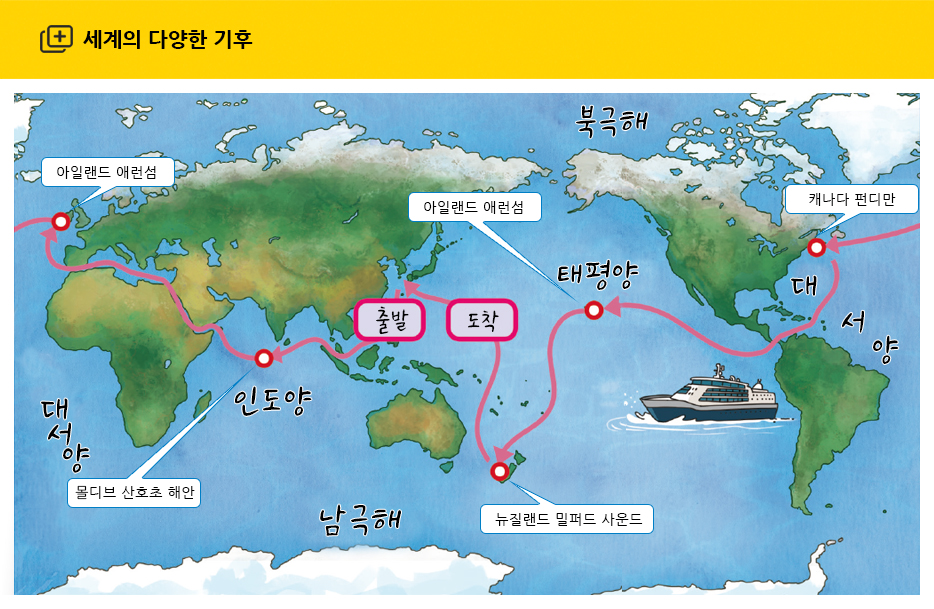 세계의 다양한 기후
북극해
아일랜드 애런섬
아일랜드 애런섬
캐나다 펀디만
태평양
대
서
양
출발
도착
인도양
대
서
양
몰디브 산호초 해안
뉴질랜드 밀퍼드 사운드
남극해